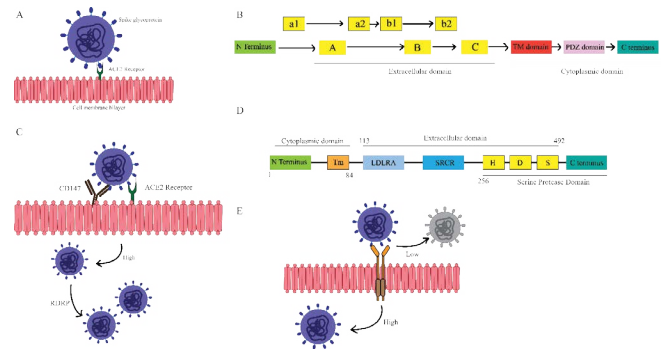 A
Spike glycoprotein
ACE2 Receptor
Cell membrane bilayer
B
a1 a2 b1 b2
N Terminus A B C TM domain PDZ domain C terminus
Extracellular domain Cytoplasmic domain
C
CD147
ACE2 Receptor
High
RDRP
D
Cytoplasmic domain 113 Extracellular domain 492
N Terminus Tm LDLRA SRCR H D S C terminus
1 84 256 Serine Protease Domain
E
Low
High